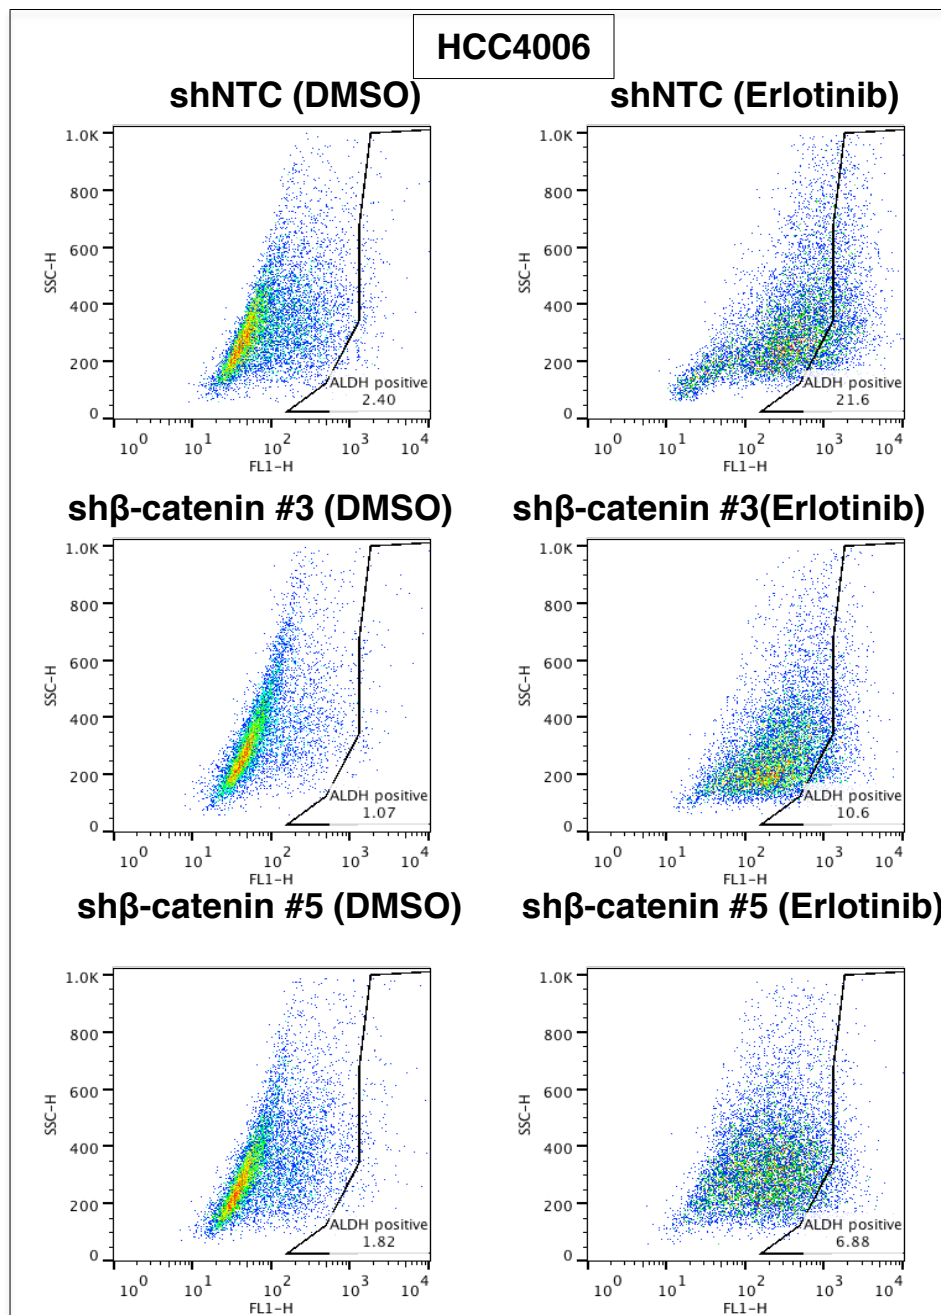 HCC4006
shNTC (DMSO)
shNTC (Erlotinib)
1.0K
800
600
400
200
0
SSC-H
ALDH positive
2.40
10^0 10^1 10^2 10^3 10^4
FL1-H
1.0K
800
600
400
200
0
SSC-H
ALDH positive
21.6
10^0 10^1 10^2 10^3 10^4
FL1-H
shβ-catenin #3 (DMSO)
shβ-catenin #3(Erlotinib)
1.0K
800
600
400
200
0
SSC-H
ALDH positive
1.07
10^0 10^1 10^2 10^3 10^4
FL1-H
1.0K
800
600
400
200
0
SSC-H
ALDH positive
10.6
10^0 10^1 10^2 10^3 10^4
FL1-H
shβ-catenin #5 (DMSO)
shβ-catenin #5 (Erlotinib)
1.0K
800
600
400
200
0
SSC-H
ALDH positive
1.82
10^0 10^1 10^2 10^3 10^4
FL1-H
1.0K
800
600
400
200
0
SSC-H
ALDH positive
6.88
10^0 10^1 10^2 10^3 10^4
FL1-H